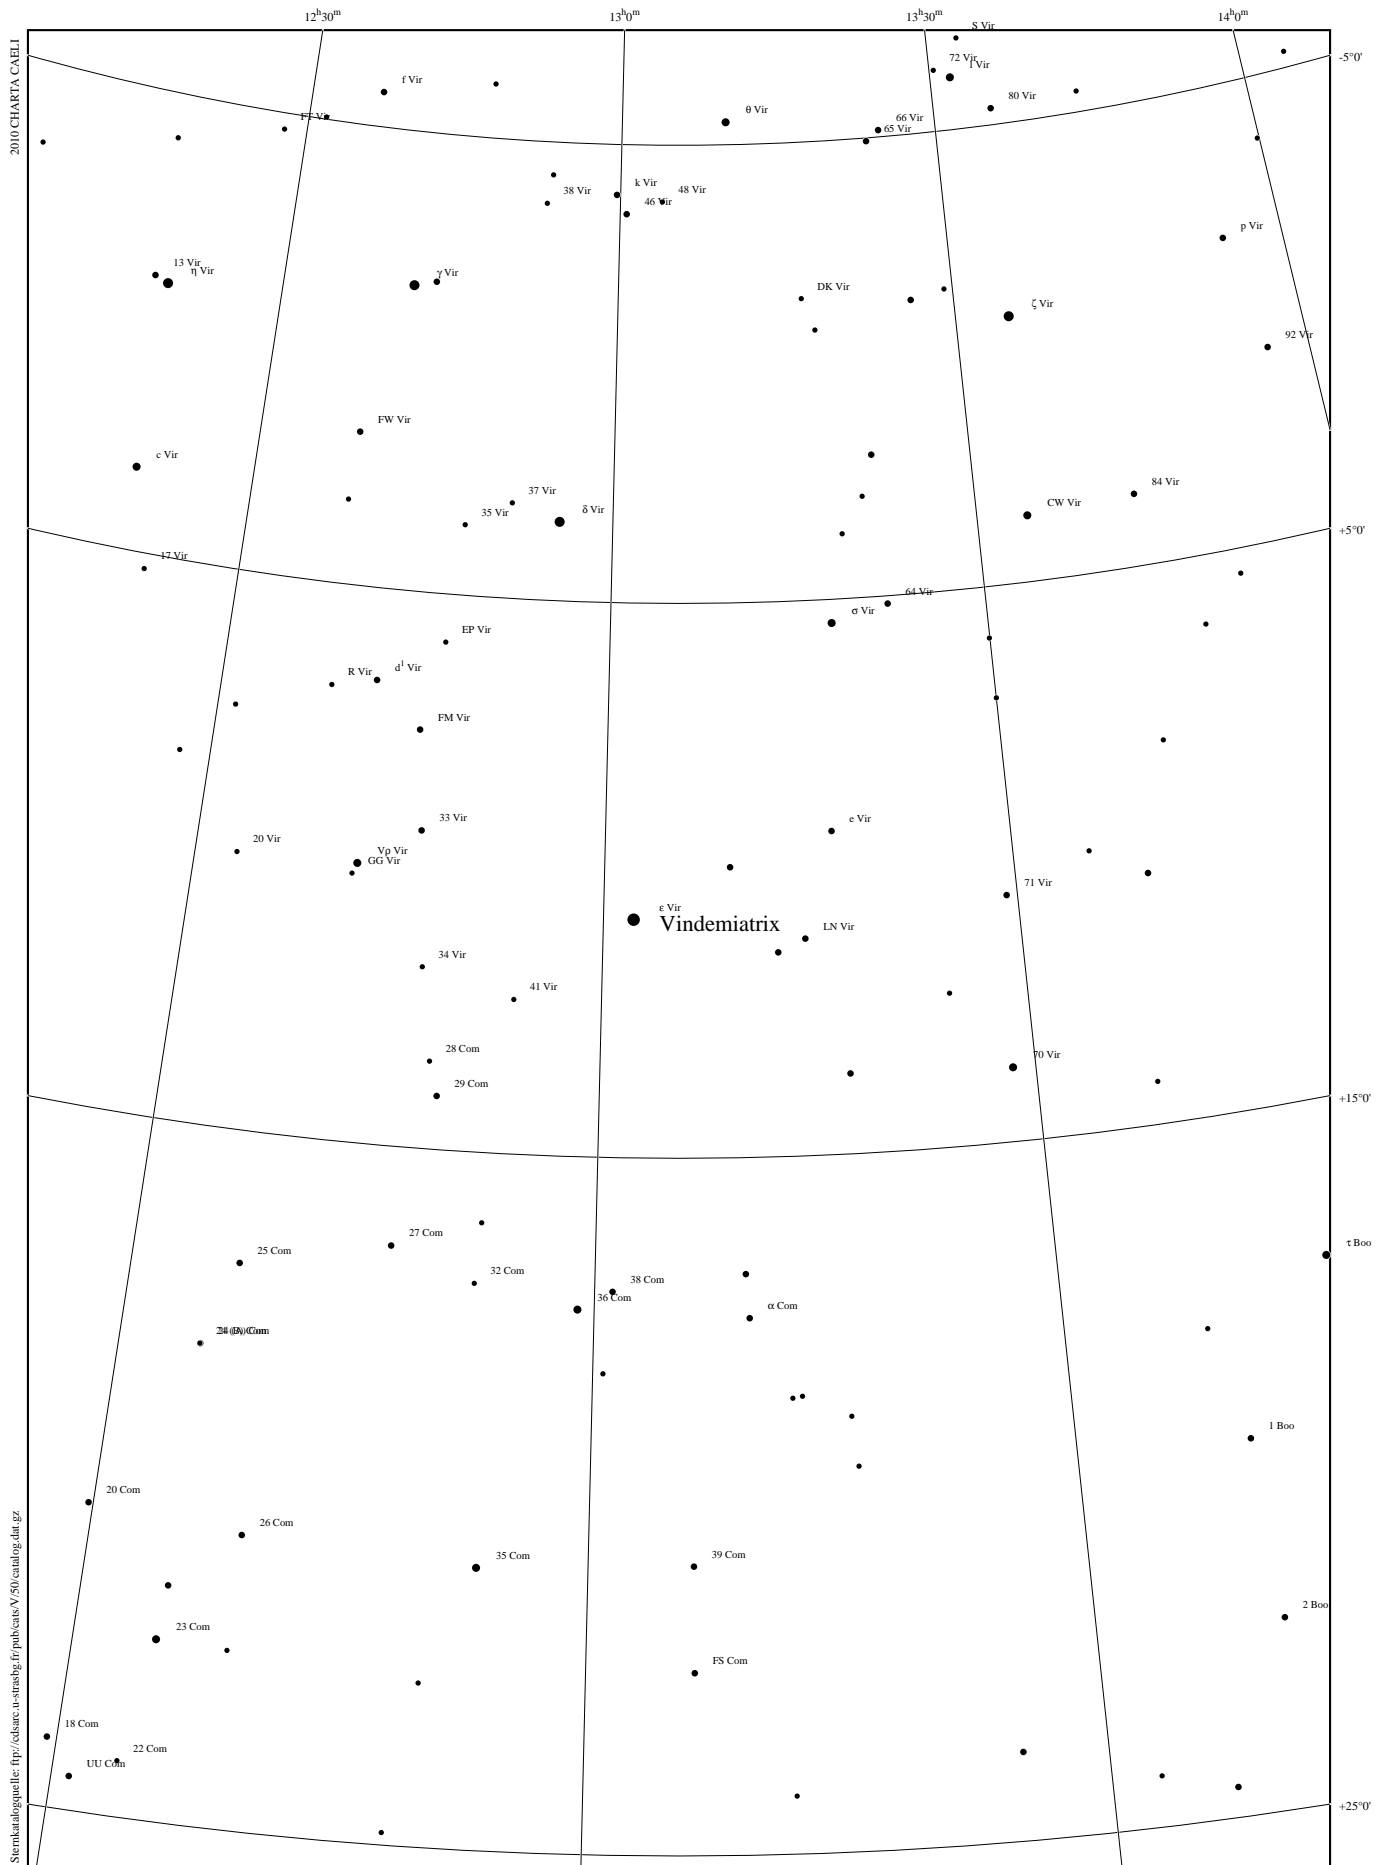 12h30m
13h0m
13h30m
14h0m
2010 CHARTA CAELI
-5°0'
S Vir
72 Vir
l Vir
f Vir
80 Vir
FT Vir
θ Vir
66 Vir
65 Vir
38 Vir
k Vir
48 Vir
46 Vir
p Vir
13 Vir
η Vir
γ Vir
DK Vir
ζ Vir
92 Vir
FW Vir
c Vir
37 Vir
35 Vir
δ Vir
84 Vir
CW Vir
+5°0'
17 Vir
64 Vir
σ Vir
EP Vir
R Vir
d1 Vir
FM Vir
33 Vir
e Vir
20 Vir
GG Vir
71 Vir
ε Vir
Vindemiatrix
LN Vir
34 Vir
41 Vir
28 Com
70 Vir
29 Com
+15°0'
27 Com
25 Com
τ Boo
32 Com
38 Com
36 Com
α Com
1 Boo
20 Com
26 Com
35 Com
39 Com
2 Boo
23 Com
FS Com
18 Com
22 Com
UU Com
+25°0'
Sternkatalogquelle: ftp://cdsarc.u-strasbg.fr/pub/cats/V/50/catalog.dat.gz